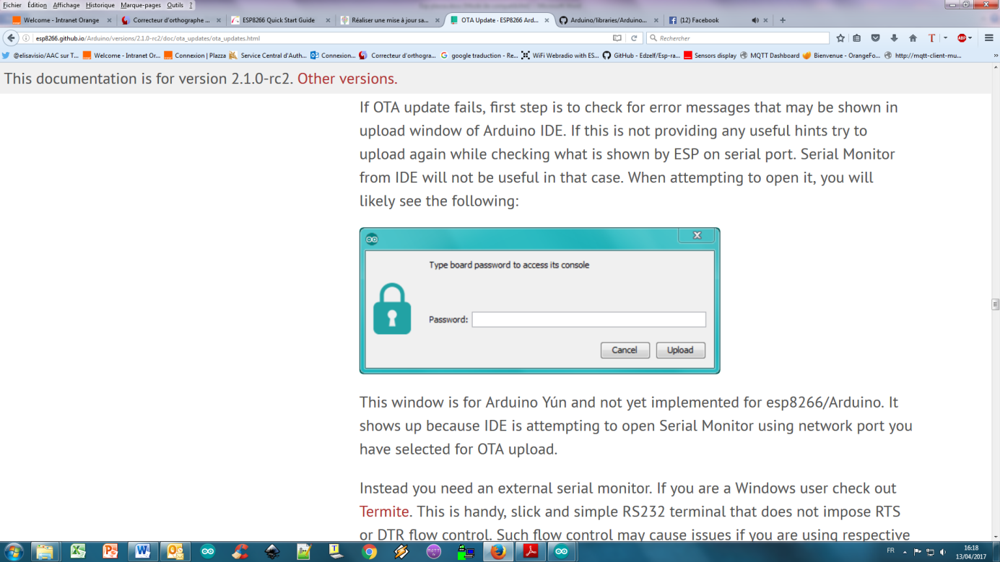 Fichier Édition Affichage Historique Marque-pages Outils ?
Welcome - Intranet Orange × Correcteur d'orthographe ... × ESP8266 Quick Start Guide × Réaliser une mise à jour sa... × OTA Update · ESP8266 Ard... × Arduino/libraries/Arduino... × (12) Facebook × +
esp8266.github.io/Arduino/versions/2.1.0-rc2/doc/ota_updates/ota_updates.html Rechercher
@elisavisio/AAC sur T... Welcome - Intranet Or... Connexion | Plazza Service Central d'Auth... Connexion... Correcteur d'orthogra... google traduction - Re... WiFi Webradio with ES... GitHub - Edzelf/Esp-ra... Sensors display MQTT Dashboard Bienvenue - OrangeFo... http://mqtt-client-mu... »
This documentation is for version 2.1.0-rc2. Other versions.
If OTA update fails, first step is to check for error messages that may be shown in
upload window of Arduino IDE. If this is not providing any useful hints try to
upload again while checking what is shown by ESP on serial port. Serial Monitor
from IDE will not be useful in that case. When attempting to open it, you will
likely see the following:
Type board password to access its console
Password:
Cancel Upload
This window is for Arduino Yún and not yet implemented for esp8266/Arduino. It
shows up because IDE is attempting to open Serial Monitor using network port you
have selected for OTA upload.
Instead you need an external serial monitor. If you are a Windows user check out
Termite. This is handy, slick and simple RS232 terminal that does not impose RTS
or DTR flow control. Such flow control may cause issues if you are using respective
FR 16:18
13/04/2017